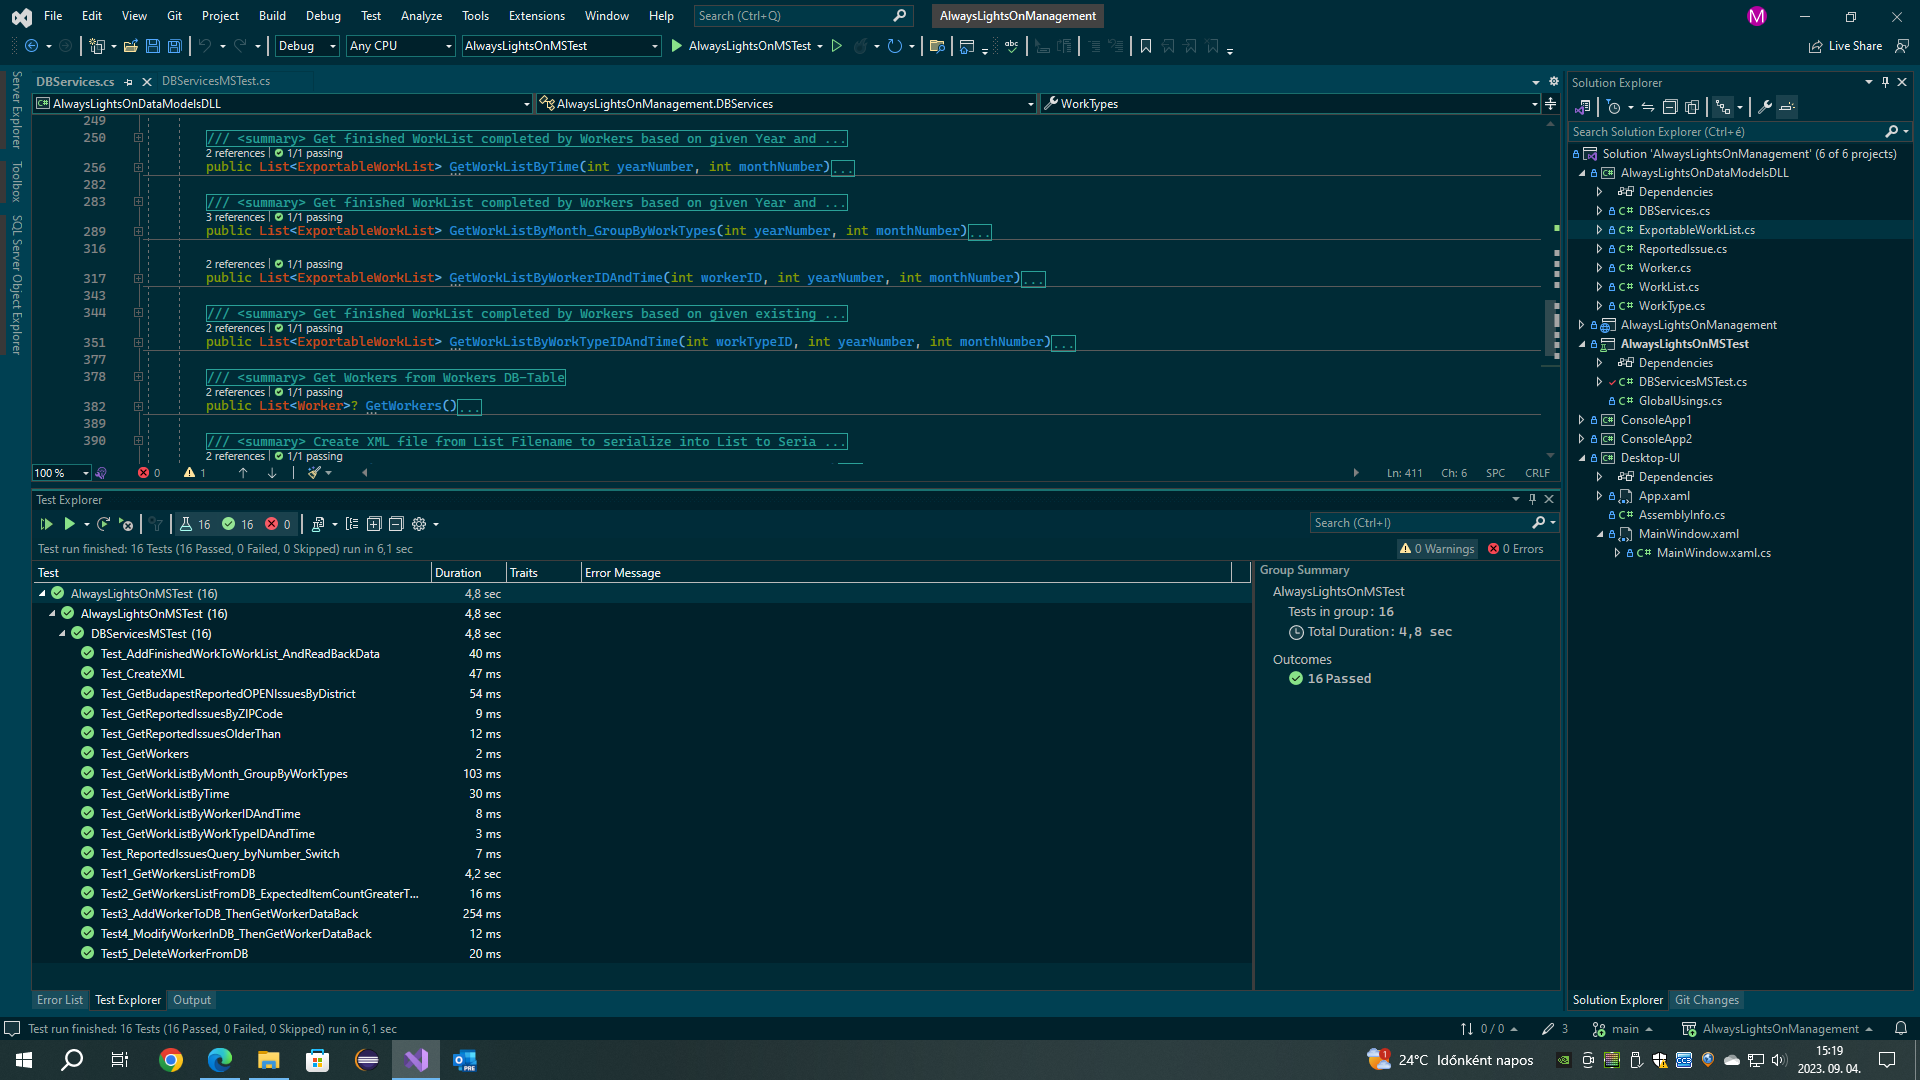 File Edit View Git Project Build Debug Test Analyze Tools Extensions Window Help Search (Ctrl+Q) AlwaysLightsOnManagement M
Debug Any CPU AlwaysLightsOnMSTest AlwaysLightsOnMSTest Live Share
Server Explorer
Toolbox
SQL Server Object Explorer
DBServices.cs DBServicesMSTest.cs
AlwaysLightsOnDataModelsDLL AlwaysLightsOnManagement.DBServices WorkTypes
249
250 /// <summary> Get finished WorkList completed by Workers based on given Year and ...
2 references | 1/1 passing
256 public List<ExportableWorkList> GetWorkListByTime(int yearNumber, int monthNumber)...
282
283 /// <summary> Get finished WorkList completed by Workers based on given Year and ...
3 references | 1/1 passing
289 public List<ExportableWorkList> GetWorkListByMonth_GroupByWorkTypes(int yearNumber, int monthNumber)...
316
2 references | 1/1 passing
317 public List<ExportableWorkList> GetWorkListByWorkerIDAndTime(int workerID, int yearNumber, int monthNumber)...
343
344 /// <summary> Get finished WorkList completed by Workers based on given existing ...
2 references | 1/1 passing
351 public List<ExportableWorkList> GetWorkListByWorkTypeIDAndTime(int workTypeID, int yearNumber, int monthNumber)...
377
378 /// <summary> Get Workers from Workers DB-Table
2 references | 1/1 passing
382 public List<Worker>? GetWorkers()...
389
390 /// <summary> Create XML file from List Filename to serialize into List to Seria ...
2 references | 1/1 passing
100 % 0 1 Ln: 411 Ch: 6 SPC CRLF
Test Explorer
16 16 0 Search (Ctrl+I)
Test run finished: 16 Tests (16 Passed, 0 Failed, 0 Skipped) run in 6,1 sec 0 Warnings 0 Errors
Test Duration Traits Error Message
AlwaysLightsOnMSTest (16) 4,8 sec
AlwaysLightsOnMSTest (16) 4,8 sec
DBServicesMSTest (16) 4,8 sec
Test_AddFinishedWorkToWorkList_AndReadBackData 40 ms
Test_CreateXML 47 ms
Test_GetBudapestReportedOPENIssuesByDistrict 54 ms
Test_GetReportedIssuesByZIPCode 9 ms
Test_GetReportedIssuesOlderThan 12 ms
Test_GetWorkers 2 ms
Test_GetWorkListByMonth_GroupByWorkTypes 103 ms
Test_GetWorkListByTime 30 ms
Test_GetWorkListByWorkerIDAndTime 8 ms
Test_GetWorkListByWorkTypeIDAndTime 3 ms
Test_ReportedIssuesQuery_byNumber_Switch 7 ms
Test1_GetWorkersListFromDB 4,2 sec
Test2_GetWorkersListFromDB_ExpectedItemCountGreaterT... 16 ms
Test3_AddWorkerToDB_ThenGetWorkerDataBack 254 ms
Test4_ModifyWorkerInDB_ThenGetWorkerDataBack 12 ms
Test5_DeleteWorkerFromDB 20 ms
Group Summary
AlwaysLightsOnMSTest
Tests in group: 16
Total Duration: 4,8 sec
Outcomes
16 Passed
Error List Test Explorer Output
Solution Explorer
Search Solution Explorer (Ctrl+é)
Solution 'AlwaysLightsOnManagement' (6 of 6 projects)
AlwaysLightsOnDataModelsDLL
Dependencies
C# DBServices.cs
C# ExportableWorkList.cs
C# ReportedIssue.cs
C# Worker.cs
C# WorkList.cs
C# WorkType.cs
AlwaysLightsOnManagement
AlwaysLightsOnMSTest
Dependencies
C# DBServicesMSTest.cs
C# GlobalUsings.cs
ConsoleApp1
ConsoleApp2
Desktop-UI
Dependencies
App.xaml
C# AssemblyInfo.cs
MainWindow.xaml
C# MainWindow.xaml.cs
Solution Explorer Git Changes
Test run finished: 16 Tests (16 Passed, 0 Failed, 0 Skipped) run in 6,1 sec 0 / 0 3 main AlwaysLightsOnManagement
PRE 1 24°C Időnként napos 15:19
2023. 09. 04.